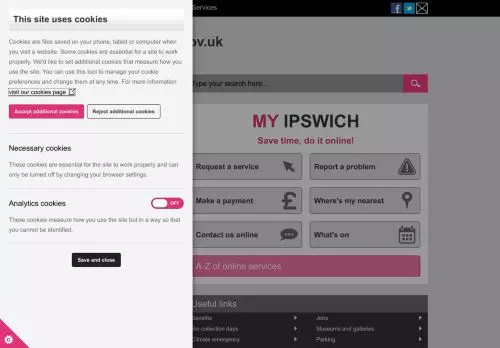 This site uses cookies
Cookies are files saved on your phone, tablet or computer when
you visit a website. Some cookies are essential for a site to work
properly. We'd like to set additional cookies that measure how you
use the site. You can use tool to manage your cookie
preferences and change them at any time. For more information
visit our cookies page
Accept additional cookies
Reject additional cookies
Necessary cookies
These cookies are essential for the site to work properly and can
only be turned off by changing your browser settings.
Analytics cookies
OFF
These cookies measure how you use the site but in a way so that
you cannot be identified.
Save and close
Services
ov.uk
ype your search here...
MY IPSWICH
Save time, do it online!
Request a service
Report a problem
Make a payment
Where's my nearest
Contact us online
What's on
A-Z of online services
Useful links
Benefits
Jobs
Bin collection days
Museums and galleries
Climate emergency
Parking